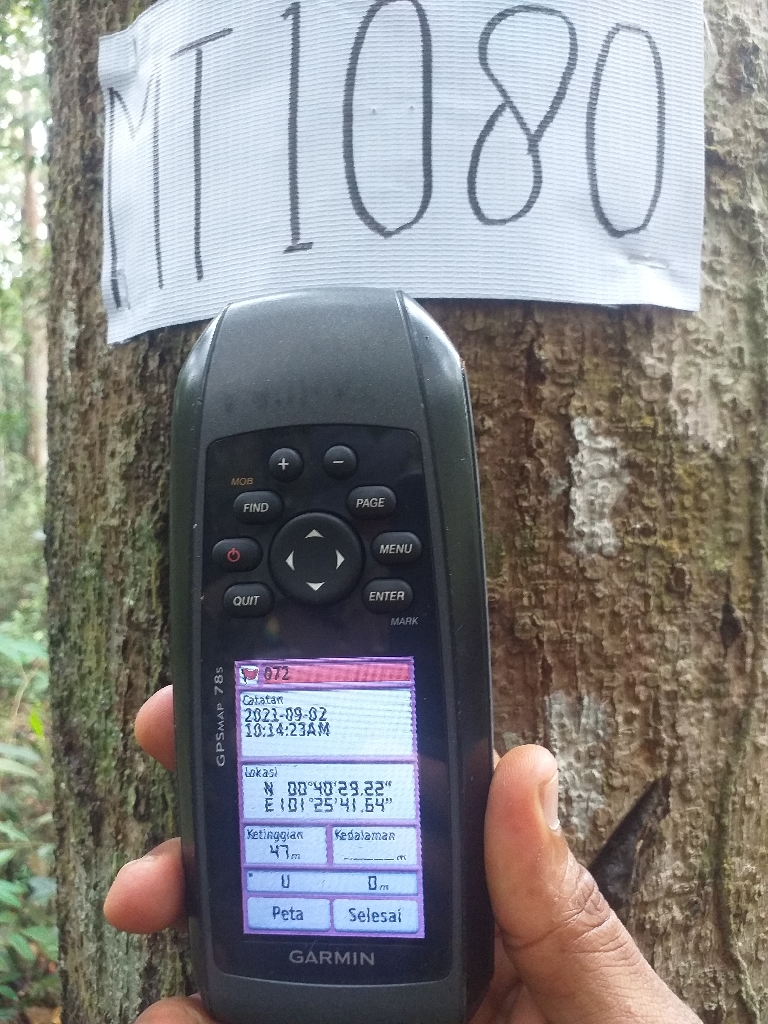 MT1080
+ -
MOB
FIND PAGE
MENU
QUIT ENTER
MARK
GPSMAP 78S
072
Catatan
2021-09-02
10:14:23AM
Lokasi
N 00°40'29.22"
E101°25'41.64"
Ketinggian Kedalaman
47m _____m
U 0m
Peta Selesai
GARMIN